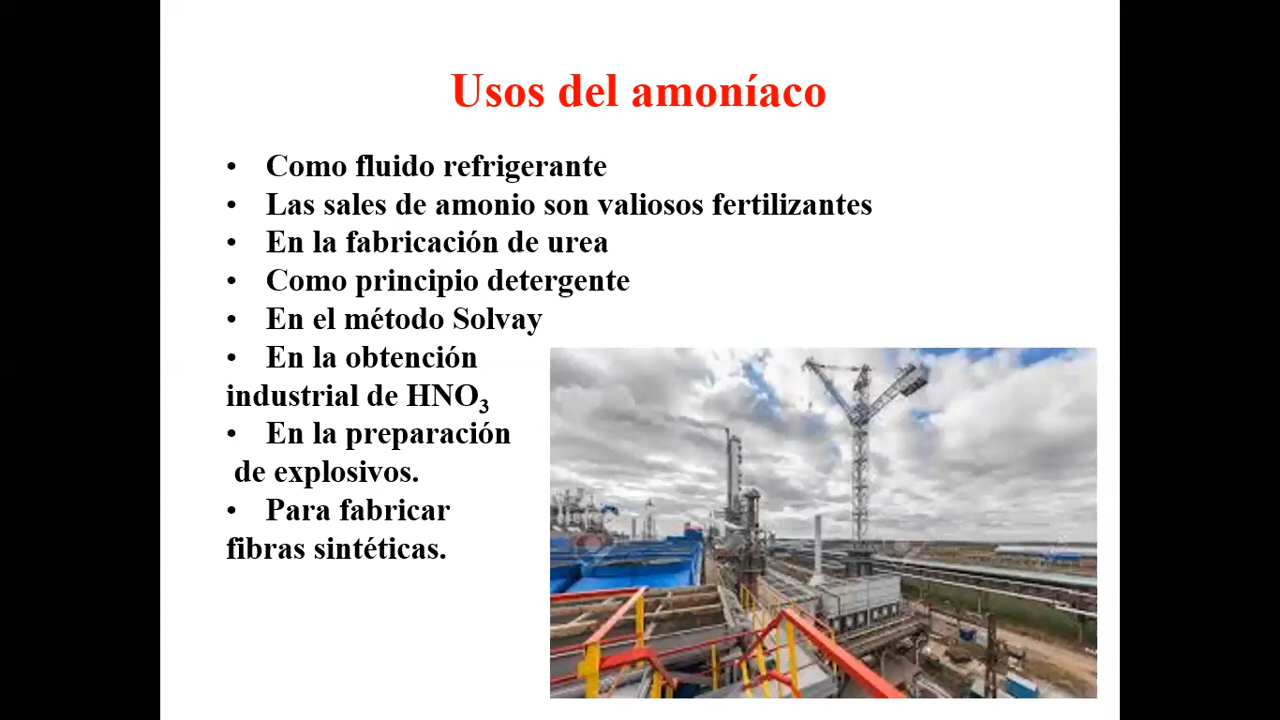 Usos del amoníaco
• Como fluido refrigerante
• Las sales de amonio son valiosos fertilizantes
• En la fabricación de urea
• Como principio detergente
• En el método Solvay
• En la obtención
industrial de HNO₃
• En la preparación
de explosivos.
• Para fabricar
fibras sintéticas.